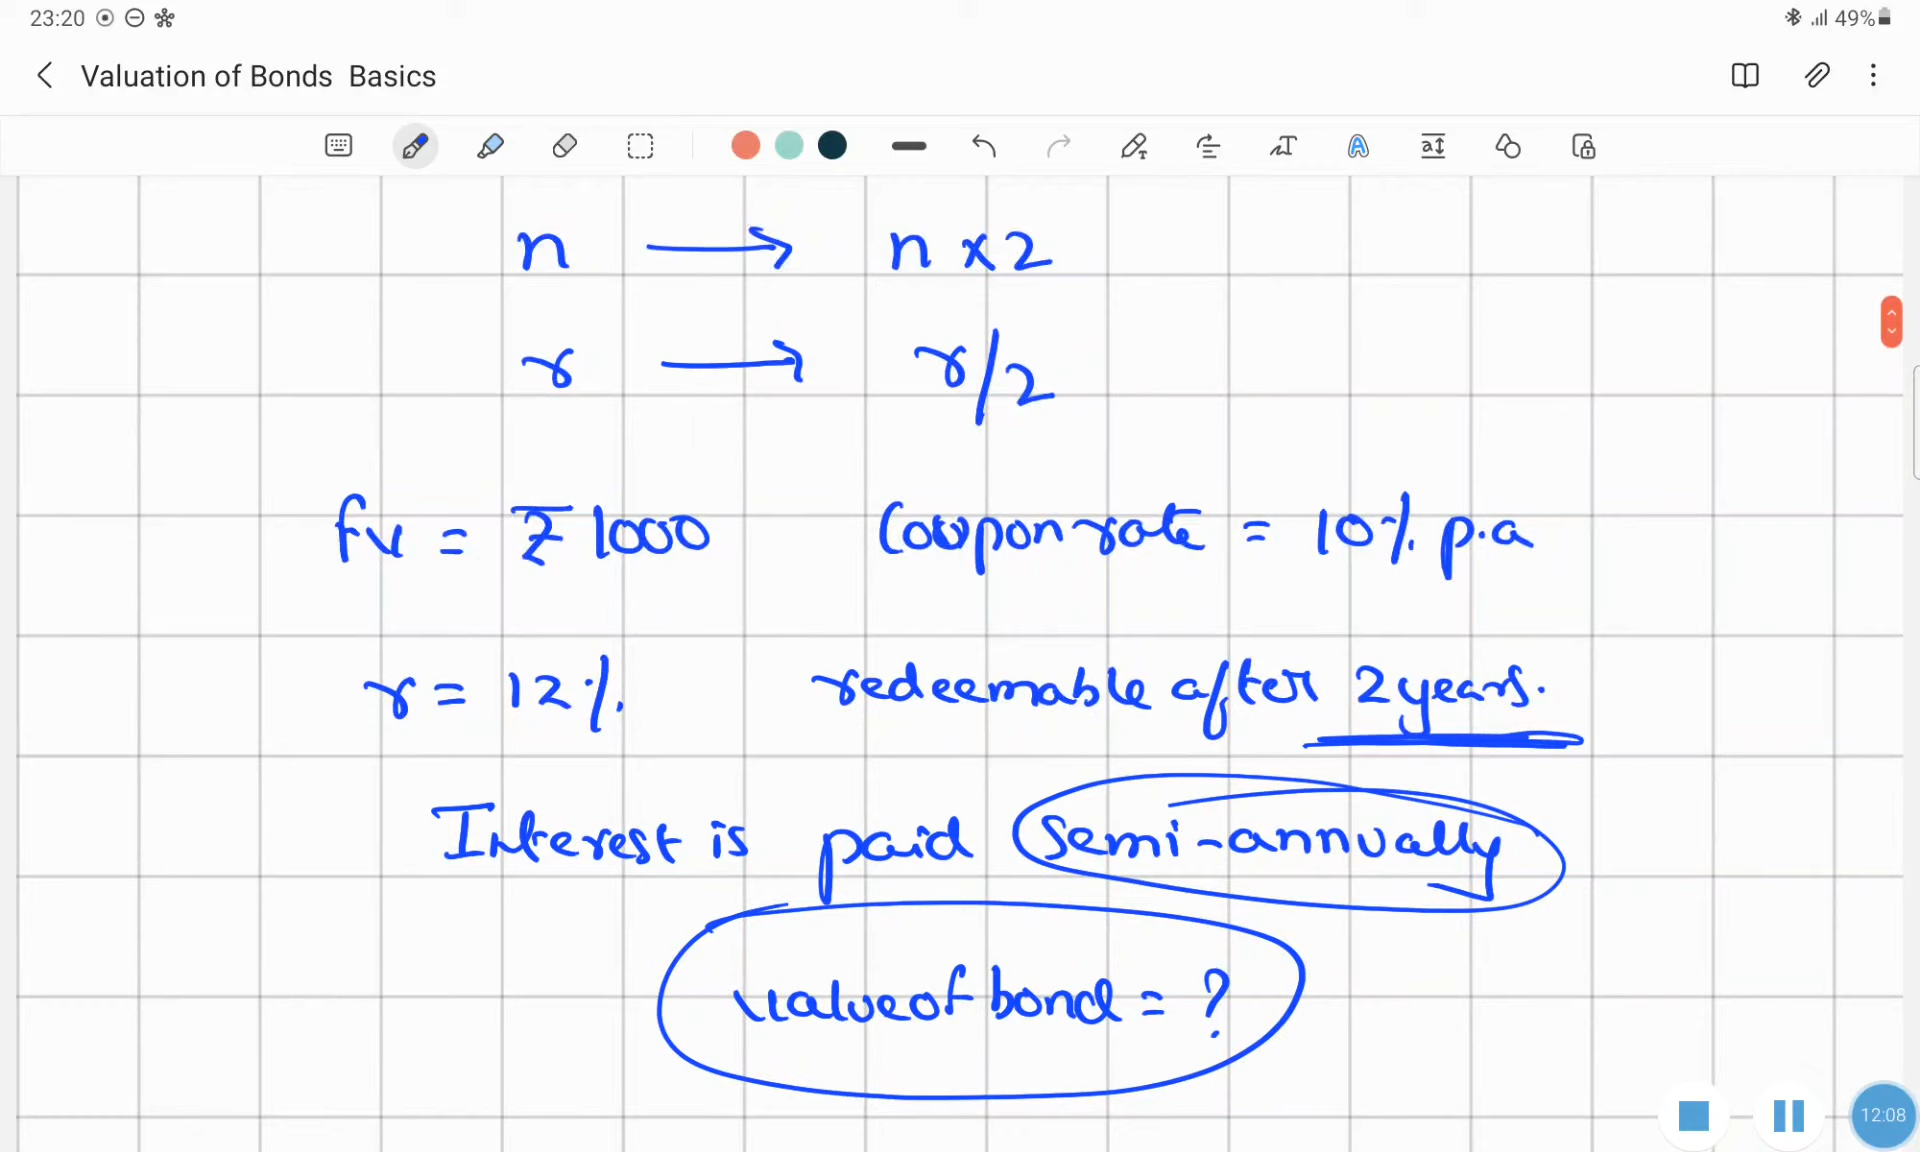 23:20 49%
Valuation of Bonds Basics
n → n × 2
r → r/2
fv = ₹ 1000 Coupon rate = 10% p.a
r = 12% redeemable after 2 years.
Interest is paid semi-annually
value of bond = ?
12:08